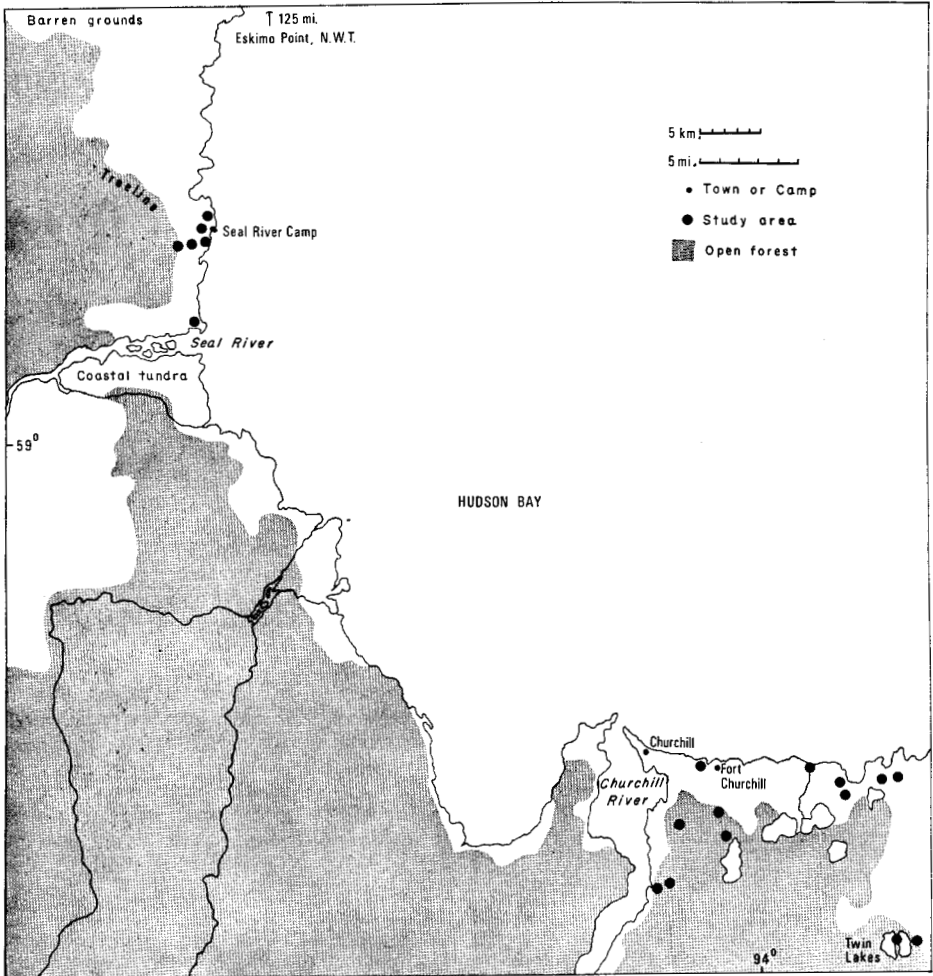 Barren grounds
↑ 125 mi.
Eskimo Point, N.W.T.
5 km.
5 mi.
Treeline
Town or Camp
Study area
Seal River Camp
Open forest
Seal River
Coastal tundra
59°
HUDSON BAY
Churchill
Fort
Churchill
Churchill
River
Twin
Lakes
94°